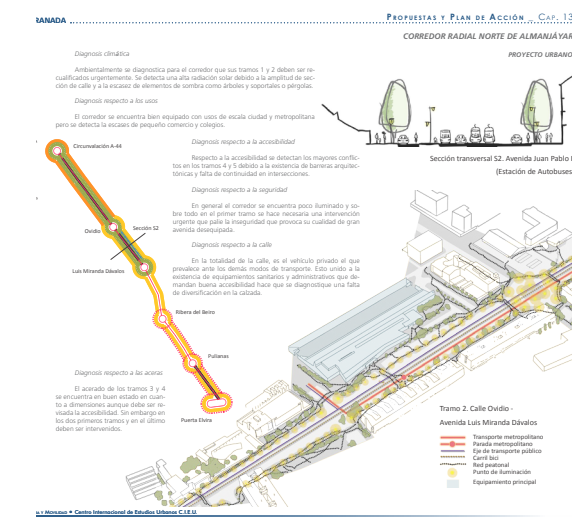 RANADA
PROPUESTAS Y PLAN DE ACCIÓN _ CAP. 13
CORREDOR RADIAL NORTE DE ALMANJÁYAR
PROYECTO URBANO
Diagnosis climática
Ambientalmente se diagnostica para el corredor que sus tramos 1 y 2 deben ser re-
cualificados urgentemente. Se detecta una alta radiación solar debido a la amplitud de sec-
ción de calle y a la escasez de elementos de sombra como árboles y soportales o pérgolas.
Diagnosis respecto a los usos
El corredor se encuentra bien equipado con usos de escala ciudad y metropolitana
pero se detecta la escases de pequeño comercio y colegios.
Diagnosis respecto a la accesibilidad
Respecto a la accesibilidad se detectan los mayores conflic-
tos en los tramos 4 y 5 debido a la existencia de barreras arquitec-
tónicas y falta de continuidad en intersecciones.
Diagnosis respecto a la seguridad
En general el corredor se encuentra poco iluminado y so-
bre todo en el primer tramo se hace necesaria una intervención
urgente que palie la inseguridad que provoca su cualidad de gran
avenida desequipada.
Diagnosis respecto a la calle
En la totalidad de la calle, es el vehículo privado el que
prevalece ante los demás modos de transporte. Esto unido a la
existencia de equipamientos sanitarios y administrativos que de-
mandan buena accesibilidad hace que se diagnostique una falta
de diversificación en la calzada.
Diagnosis respecto a las aceras
El acerado de los tramos 3 y 4
se encuentra en buen estado en cuan-
to a dimensiones aunque debe ser re-
visada la accesibilidad. Sin embargo en
los dos primeros tramos y en el último
deben ser intervenidos.
Circunvalación A-44
Ovidio
Sección S2
Luis Miranda Dávalos
Ribera del Beiro
Pulianas
Puerta Elvira
Sección transversal S2. Avenida Juan Pablo I
(Estación de Autobuses
Tramo 2. Calle Ovidio -
Avenida Luis Miranda Dávalos
Transporte metropolitano
Parada metropolitano
Eje de transporte público
Carril bici
Red peatonal
Punto de iluminación
Equipamiento principal
Y MOVILIDAD • Centro Internacional de Estudios Urbanos C.I.E.U.